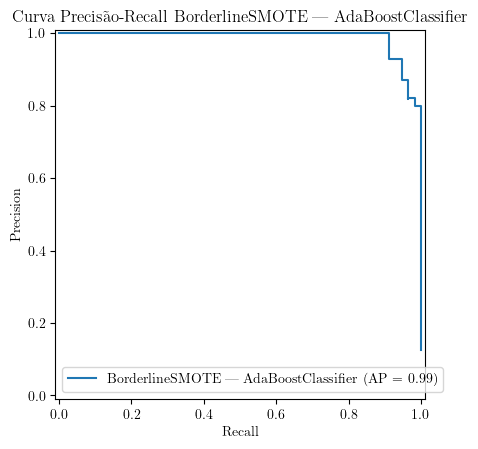 Curva Precisão-Recall BorderlineSMOTE — AdaBoostClassifier
1.0
0.8
0.6
0.4
0.2
0.0
Precision
BorderlineSMOTE — AdaBoostClassifier (AP = 0.99)
0.0 0.2 0.4 0.6 0.8 1.0
Recall